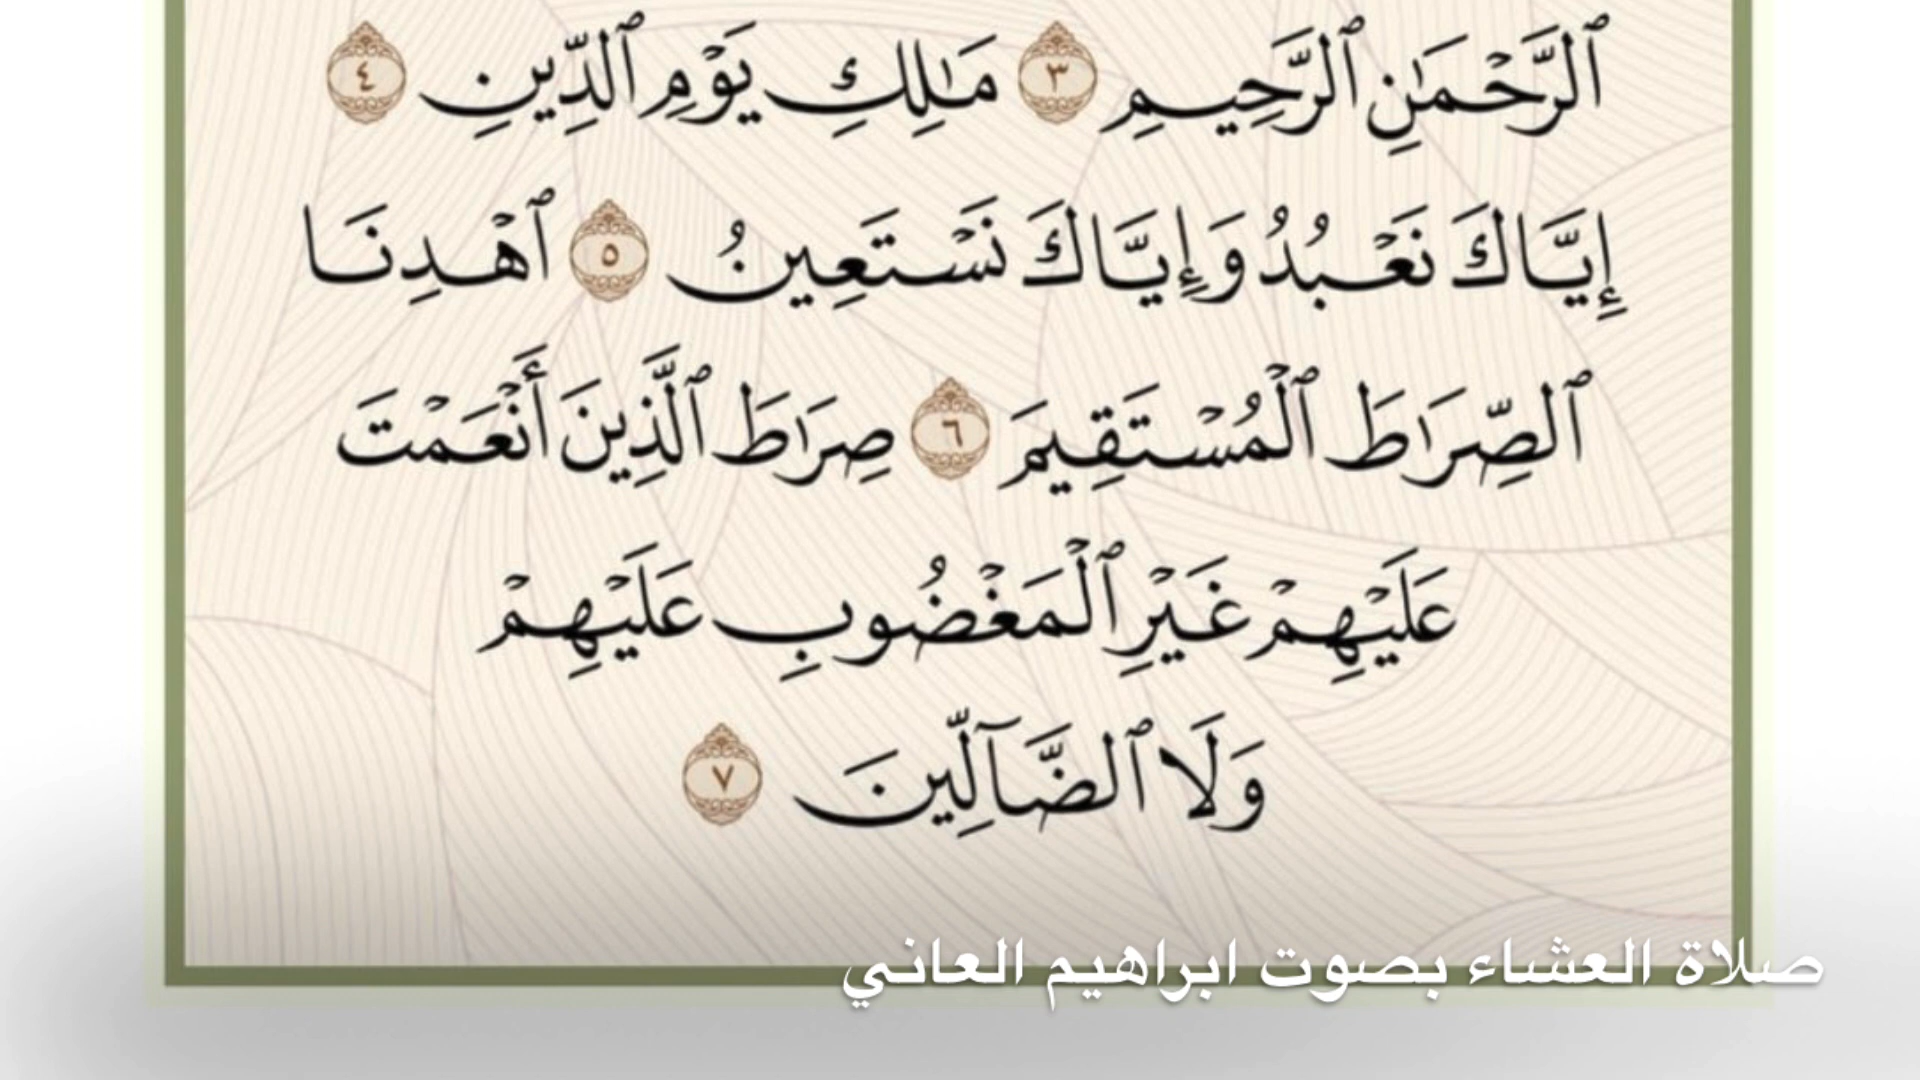 ٱلرَّحْمَٰنِ ٱلرَّحِيمِ ٣ مَٰلِكِ يَوْمِ ٱلدِّينِ ٤
إِيَّاكَ نَعْبُدُ وَإِيَّاكَ نَسْتَعِينُ ٥ ٱهْدِنَا
ٱلصِّرَٰطَ ٱلْمُسْتَقِيمَ ٦ صِرَٰطَ ٱلَّذِينَ أَنْعَمْتَ
عَلَيْهِمْ غَيْرِ ٱلْمَغْضُوبِ عَلَيْهِمْ
وَلَا ٱلضَّآلِّينَ ٧
صلاة العشاء بصوت ابراهيم العاني